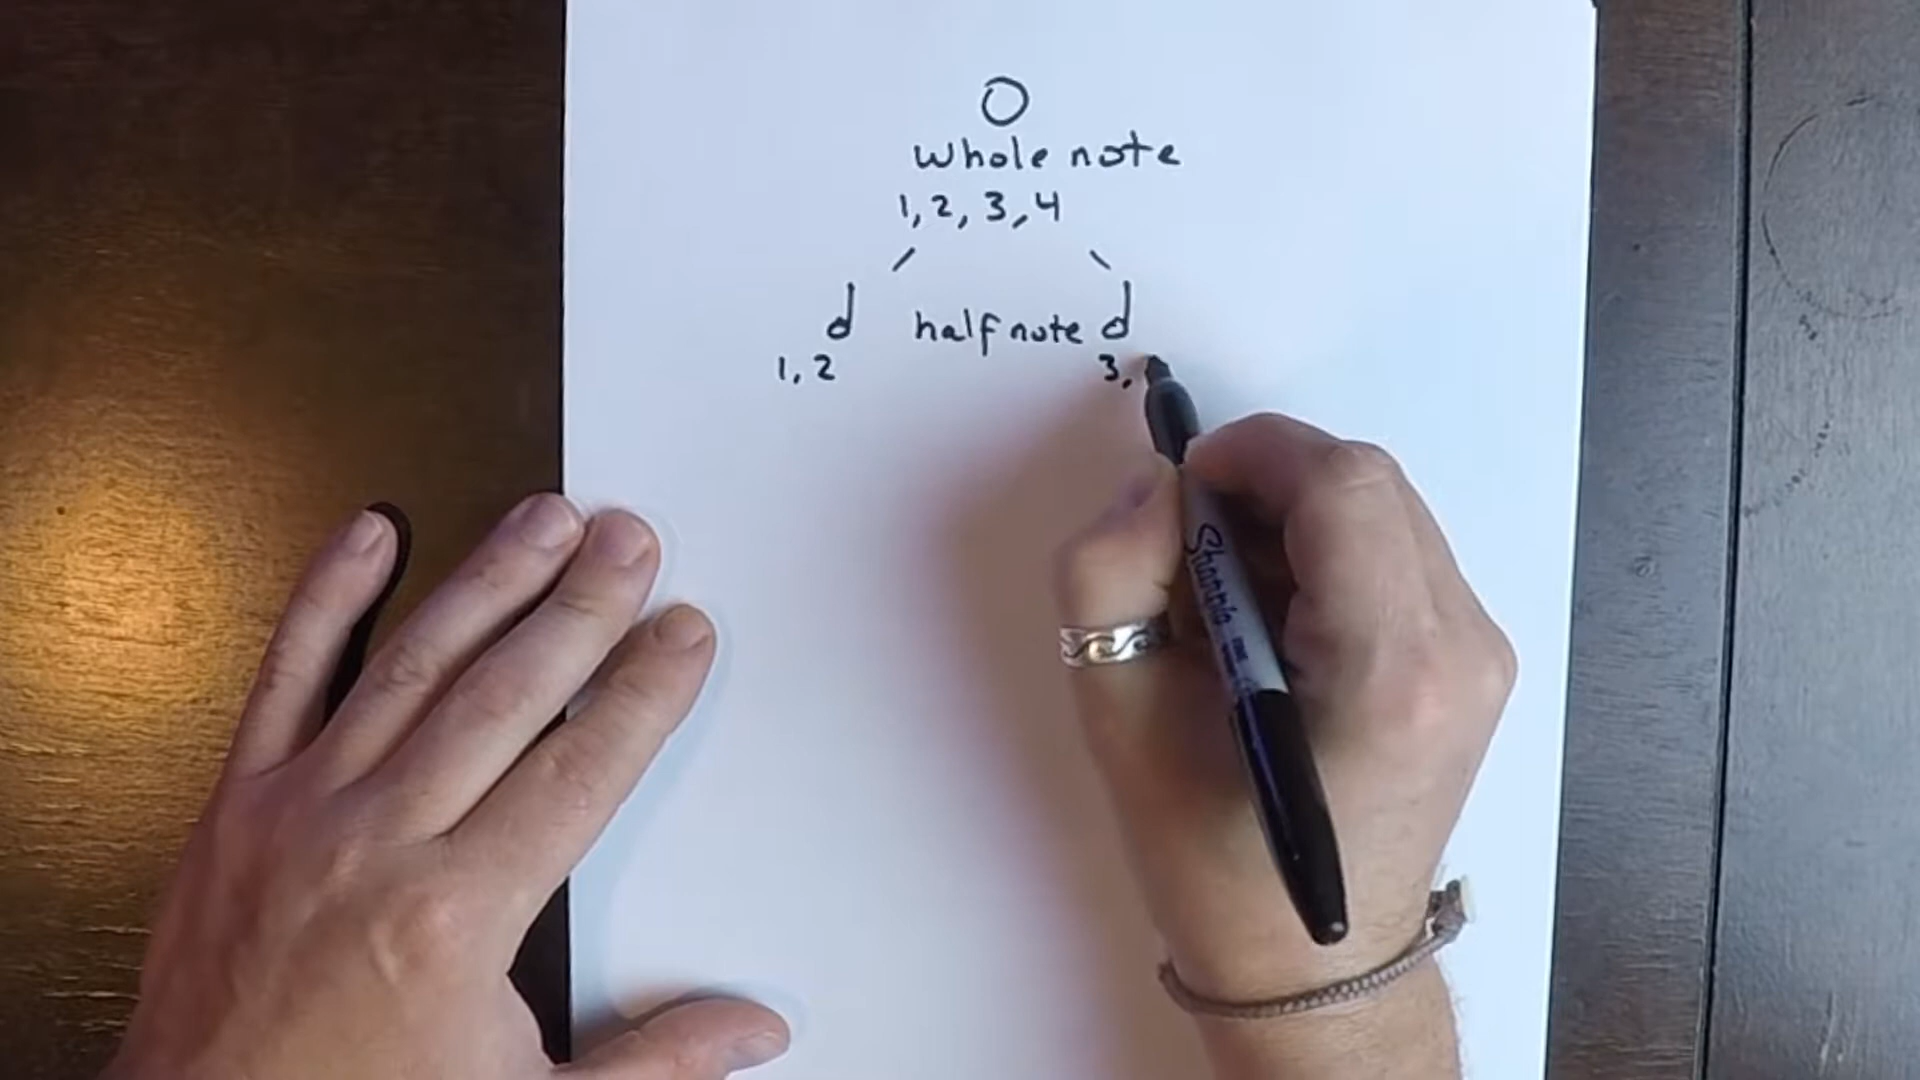 O
Whole note
1, 2, 3, 4
half note
1, 2
3,
Sharpie